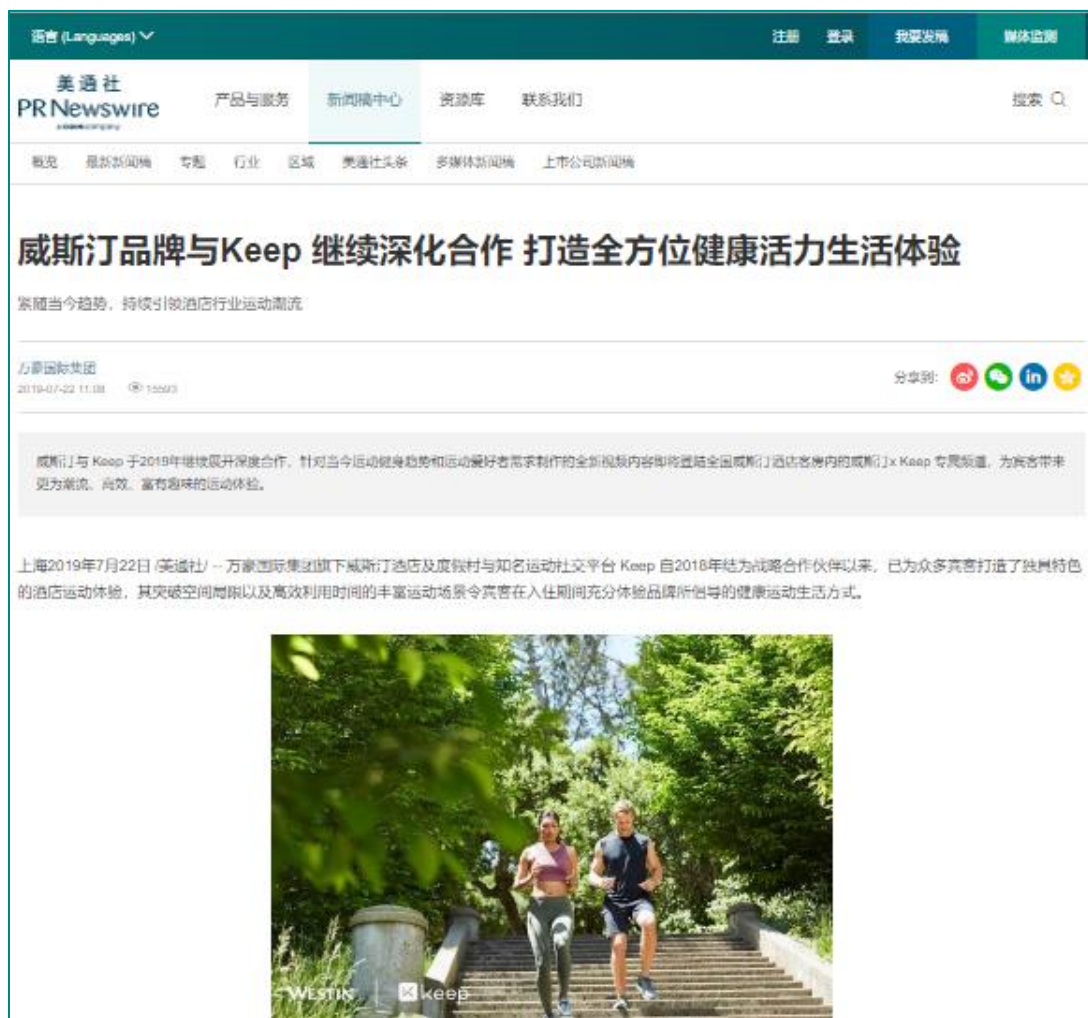 语言 (Languages)
注册 登录 我要发稿 媒体监测
美通社
PR Newswire
a company
产品与服务 新闻稿中心 资源库 联系我们
搜索
概览 最新新闻稿 专题 行业 区域 美通社头条 多媒体新闻稿 上市公司新闻稿
威斯汀品牌与Keep 继续深化合作 打造全方位健康活力生活体验
紧随当今趋势，持续引领酒店行业运动潮流
万豪国际集团
2019-07-22 11:08 15593
分享到:
威斯汀与 Keep 于2019年继续展开深度合作，针对当今运动健身趋势和运动爱好者需求制作的全新视频内容即将登陆全国威斯汀酒店客房内的威斯汀x Keep 专属频道，为宾客带来
更为潮流、高效、富有趣味的运动体验。
上海2019年7月22日 /美通社/ -- 万豪国际集团旗下威斯汀酒店及度假村与知名运动社交平台 Keep 自2018年结为战略合作伙伴以来，已为众多宾客打造了独具特色
的酒店运动体验，其突破空间局限以及高效利用时间的丰富运动场景令宾客在入住期间充分体验品牌所倡导的健康运动生活方式。
WESTIN keep